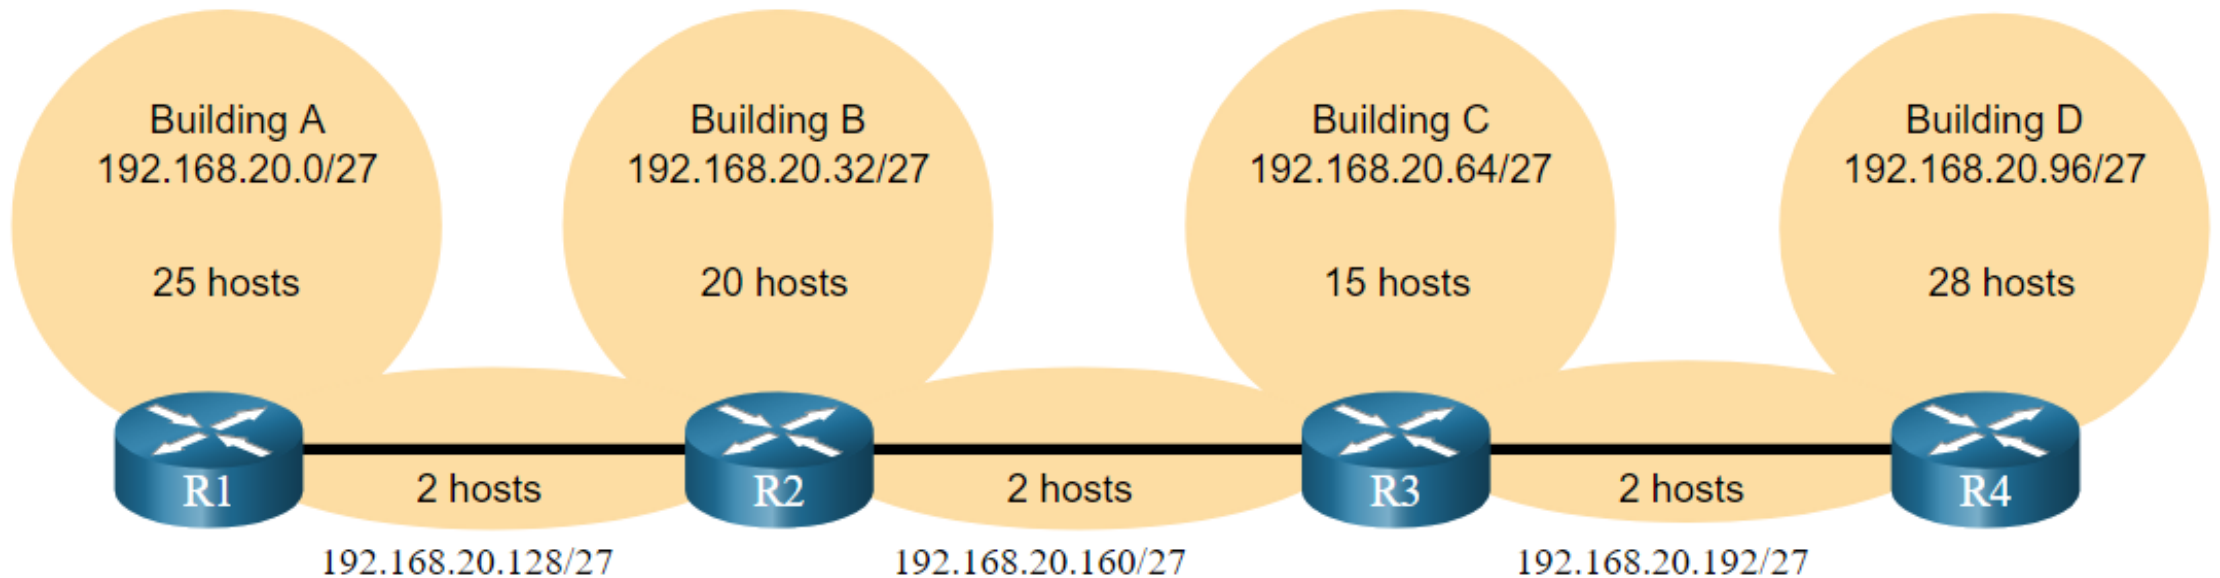 Building A
192.168.20.0/27
25 hosts
Building B
192.168.20.32/27
20 hosts
Building C
192.168.20.64/27
15 hosts
Building D
192.168.20.96/27
28 hosts
R1
2 hosts
R2
2 hosts
R3
2 hosts
R4
192.168.20.128/27
192.168.20.160/27
192.168.20.192/27